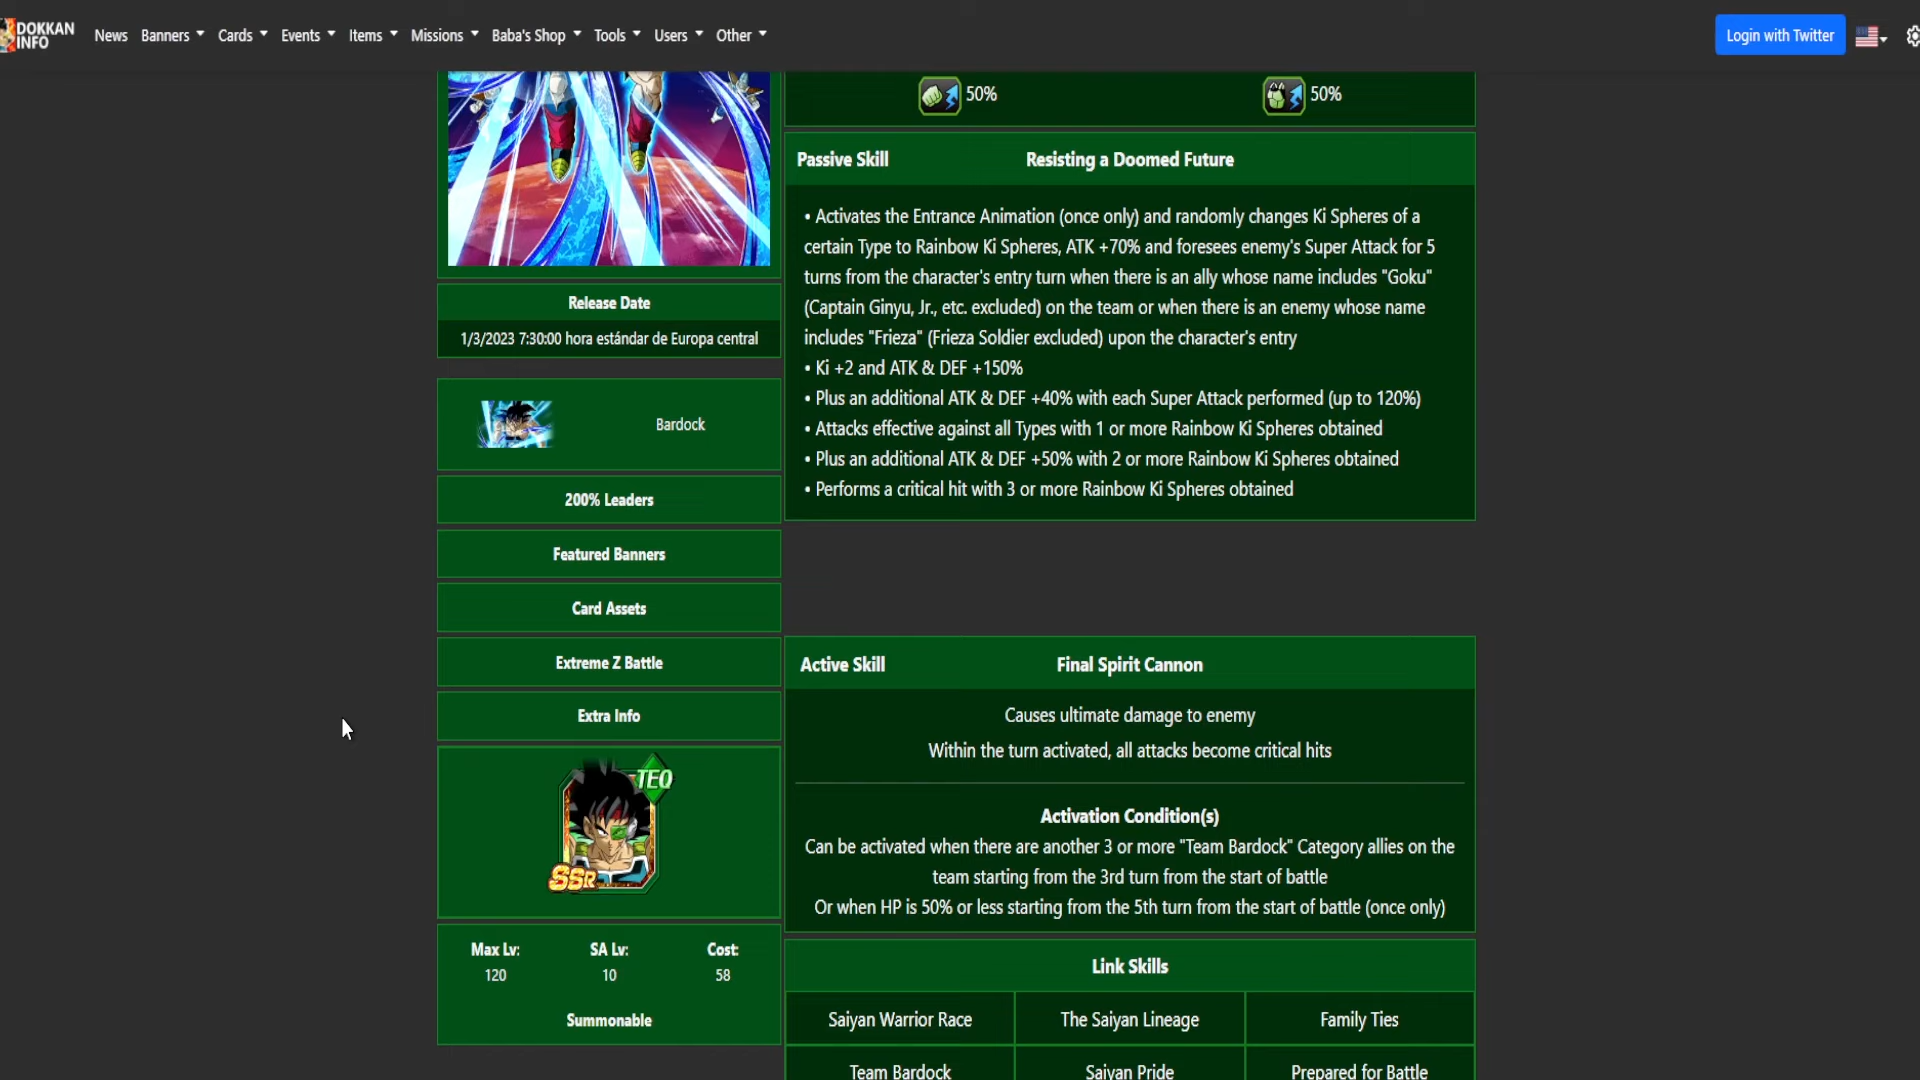 DOKKAN
INFO
News Banners Cards Events Items Missions Baba's Shop Tools Users Other
Login with Twitter
50% 50%
Passive Skill Resisting a Doomed Future
• Activates the Entrance Animation (once only) and randomly changes Ki Spheres of a
certain Type to Rainbow Ki Spheres, ATK +70% and foresees enemy's Super Attack for 5
turns from the character's entry turn when there is an ally whose name includes "Goku"
(Captain Ginyu, Jr., etc. excluded) on the team or when there is an enemy whose name
includes "Frieza" (Frieza Soldier excluded) upon the character's entry
• Ki +2 and ATK & DEF +150%
• Plus an additional ATK & DEF +40% with each Super Attack performed (up to 120%)
• Attacks effective against all Types with 1 or more Rainbow Ki Spheres obtained
• Plus an additional ATK & DEF +50% with 2 or more Rainbow Ki Spheres obtained
• Performs a critical hit with 3 or more Rainbow Ki Spheres obtained
Release Date
1/3/2023 7:30:00 hora estándar de Europa central
Bardock
200% Leaders
Featured Banners
Card Assets
Extreme Z Battle
Extra Info
TEQ
SSR
Max Lv: SA Lv: Cost:
120 10 58
Summonable
Active Skill Final Spirit Cannon
Causes ultimate damage to enemy
Within the turn activated, all attacks become critical hits
Activation Condition(s)
Can be activated when there are another 3 or more "Team Bardock" Category allies on the
team starting from the 3rd turn from the start of battle
Or when HP is 50% or less starting from the 5th turn from the start of battle (once only)
Link Skills
Saiyan Warrior Race The Saiyan Lineage Family Ties
Team Bardock Saiyan Pride Prepared for Battle